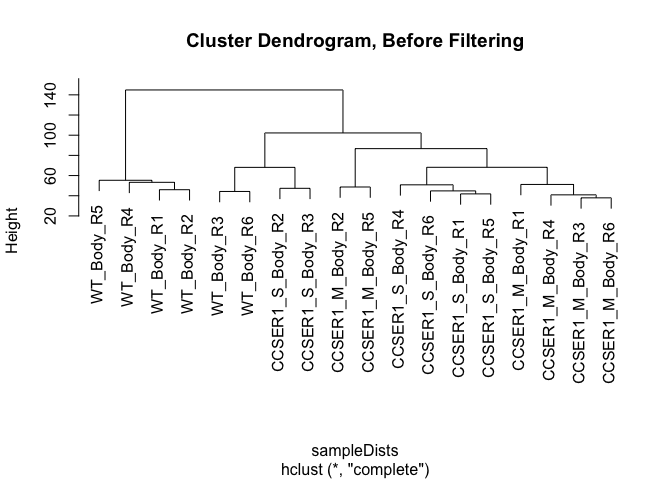 Cluster Dendrogram, Before Filtering
Height
140
100
60
20
WT_Body_R5
WT_Body_R4
WT_Body_R1
WT_Body_R2
WT_Body_R3
WT_Body_R6
CCSER1_S_Body_R2
CCSER1_S_Body_R3
CCSER1_M_Body_R2
CCSER1_M_Body_R5
CCSER1_S_Body_R4
CCSER1_S_Body_R6
CCSER1_S_Body_R1
CCSER1_S_Body_R5
CCSER1_M_Body_R1
CCSER1_M_Body_R4
CCSER1_M_Body_R3
CCSER1_M_Body_R6
sampleDists
hclust (*, "complete")